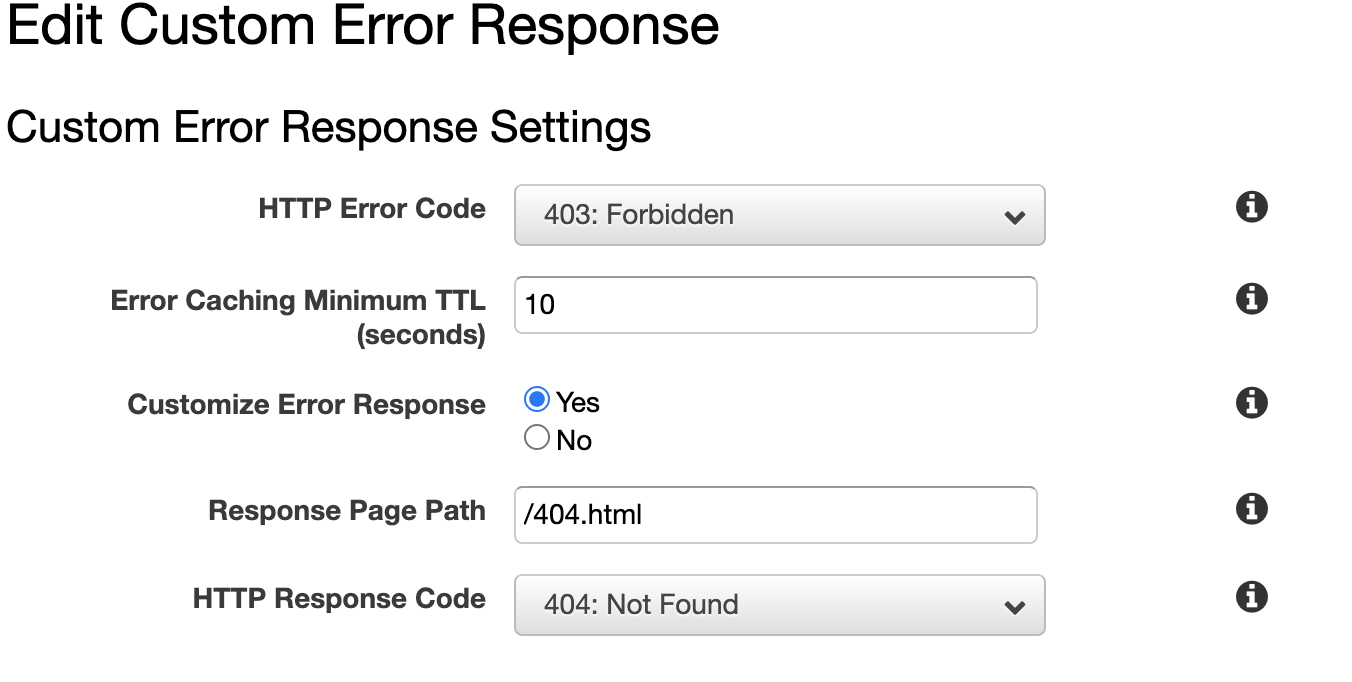 Edit Custom Error Response
Custom Error Response Settings
HTTP Error Code 403: Forbidden
Error Caching Minimum TTL 10
(seconds)
Customize Error Response Yes
No
Response Page Path /404.html
HTTP Response Code 404: Not Found